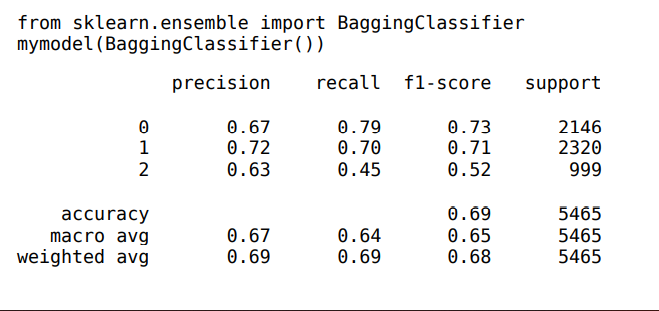 from sklearn.ensemble import BaggingClassifier
mymodel(BaggingClassifier())
precision recall f1-score support
0 0.67 0.79 0.73 2146
1 0.72 0.70 0.71 2320
2 0.63 0.45 0.52 999
accuracy 0.69 5465
macro avg 0.67 0.64 0.65 5465
weighted avg 0.69 0.69 0.68 5465